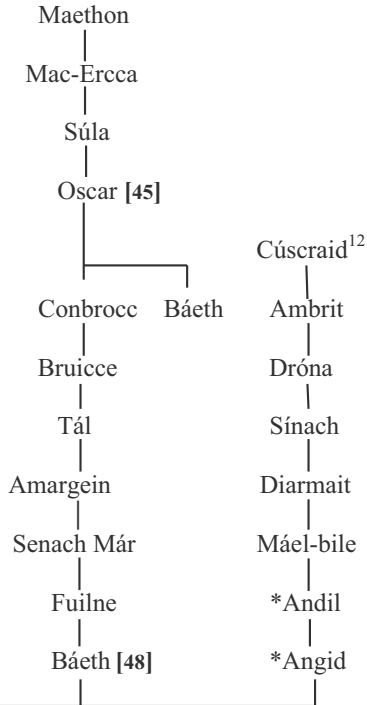 Maethon
Mac-Ercca
Súla
Oscar [45]
Cúscraid¹²
Conbrocc Báeth Ambrit
Bruicce Dróna
Tál Sínach
Amargein Diarmait
Senach Már Máel-bile
Fuilne *Andil
Báeth [48] *Angid